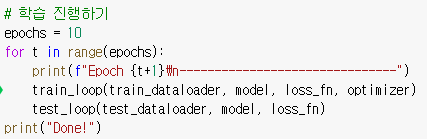 # 학습 진행하기
epochs = 10
for t in range(epochs):
    print(f"Epoch {t+1}₩n-------------------------------")
    train_loop(train_dataloader, model, loss_fn, optimizer)
    test_loop(test_dataloader, model, loss_fn)
print("Done!")